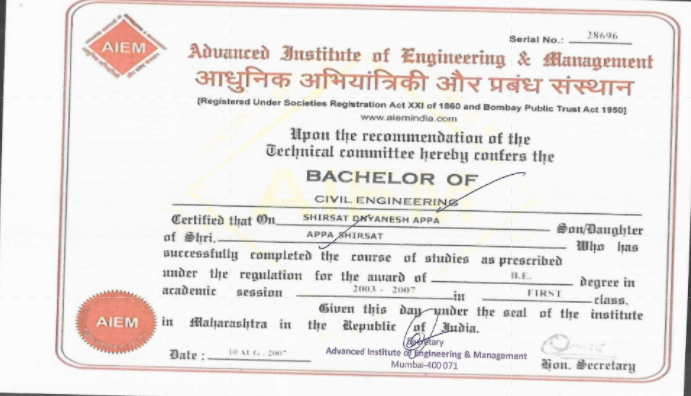 Serial No.: 28696
AIEM
Advanced Institute of Engineering & Management
आधुनिक अभियांत्रिकी और प्रबंध संस्थान
[Registered Under Societies Registration Act XXI of 1860 and Bombay Public Trust Act 1950]
www.aiemindia.com
Upon the recommendation of the
Technical committee hereby confers the
BACHELOR OF
CIVIL ENGINEERING
Certified that On SHIRSAT DNYANESH APPA Son/Daughter
of Shri. APPA SHIRSAT Who has
successfully completed the course of studies as prescribed
under the regulation for the award of B.E. degree in
academic session 2003 - 2007 in FIRST class.
Given this day under the seal of the institute
in Maharashtra in the Republic of India.
AIEM
Secretary
Advanced Institute of Engineering & Management
Mumbai-400 071
Date : 10 AUG. 2007
Hon. Secretary